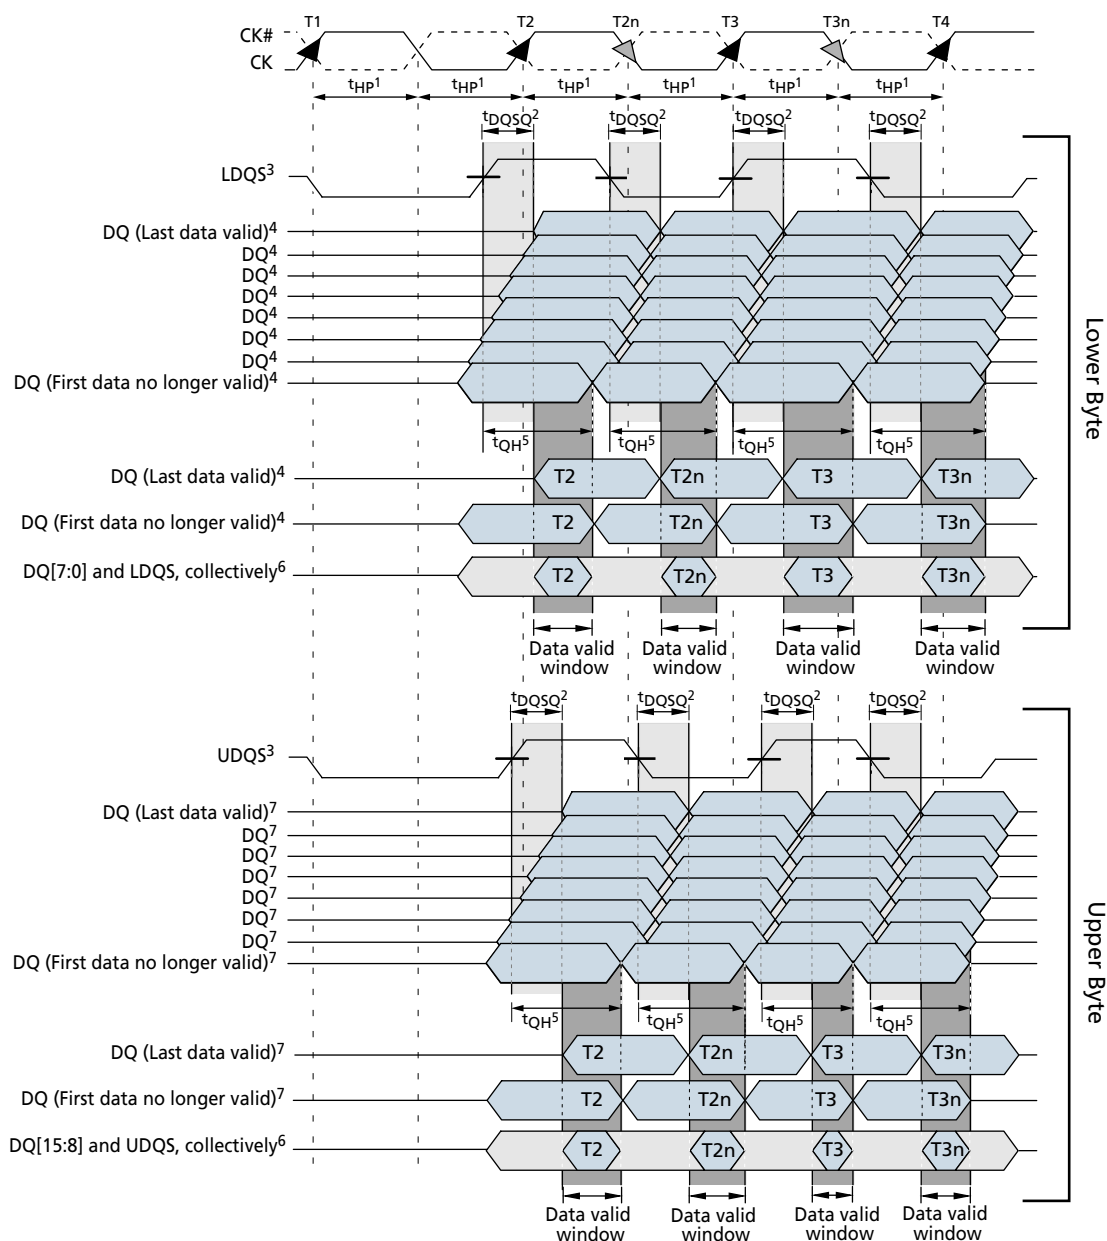 T1 T2 T2n T3 T3n T4
CK#
CK
tHP1 tHP1 tHP1 tHP1 tHP1 tHP1
tDQSQ2 tDQSQ2 tDQSQ2 tDQSQ2
LDQS3
DQ (Last data valid)4
DQ4
DQ4
DQ4
DQ4
DQ4
DQ4
DQ (First data no longer valid)4
tQH5 tQH5 tQH5 tQH5
DQ (Last data valid)4 T2 T2n T3 T3n
DQ (First data no longer valid)4 T2 T2n T3 T3n
DQ[7:0] and LDQS, collectively6 T2 T2n T3 T3n
Data valid window Data valid window Data valid window Data valid window
Lower Byte
tDQSQ2 tDQSQ2 tDQSQ2 tDQSQ2
UDQS3
DQ (Last data valid)7
DQ7
DQ7
DQ7
DQ7
DQ7
DQ7
DQ (First data no longer valid)7
tQH5 tQH5 tQH5 tQH5
DQ (Last data valid)7 T2 T2n T3 T3n
DQ (First data no longer valid)7 T2 T2n T3 T3n
DQ[15:8] and UDQS, collectively6 T2 T2n T3 T3n
Data valid window Data valid window Data valid window Data valid window
Upper Byte